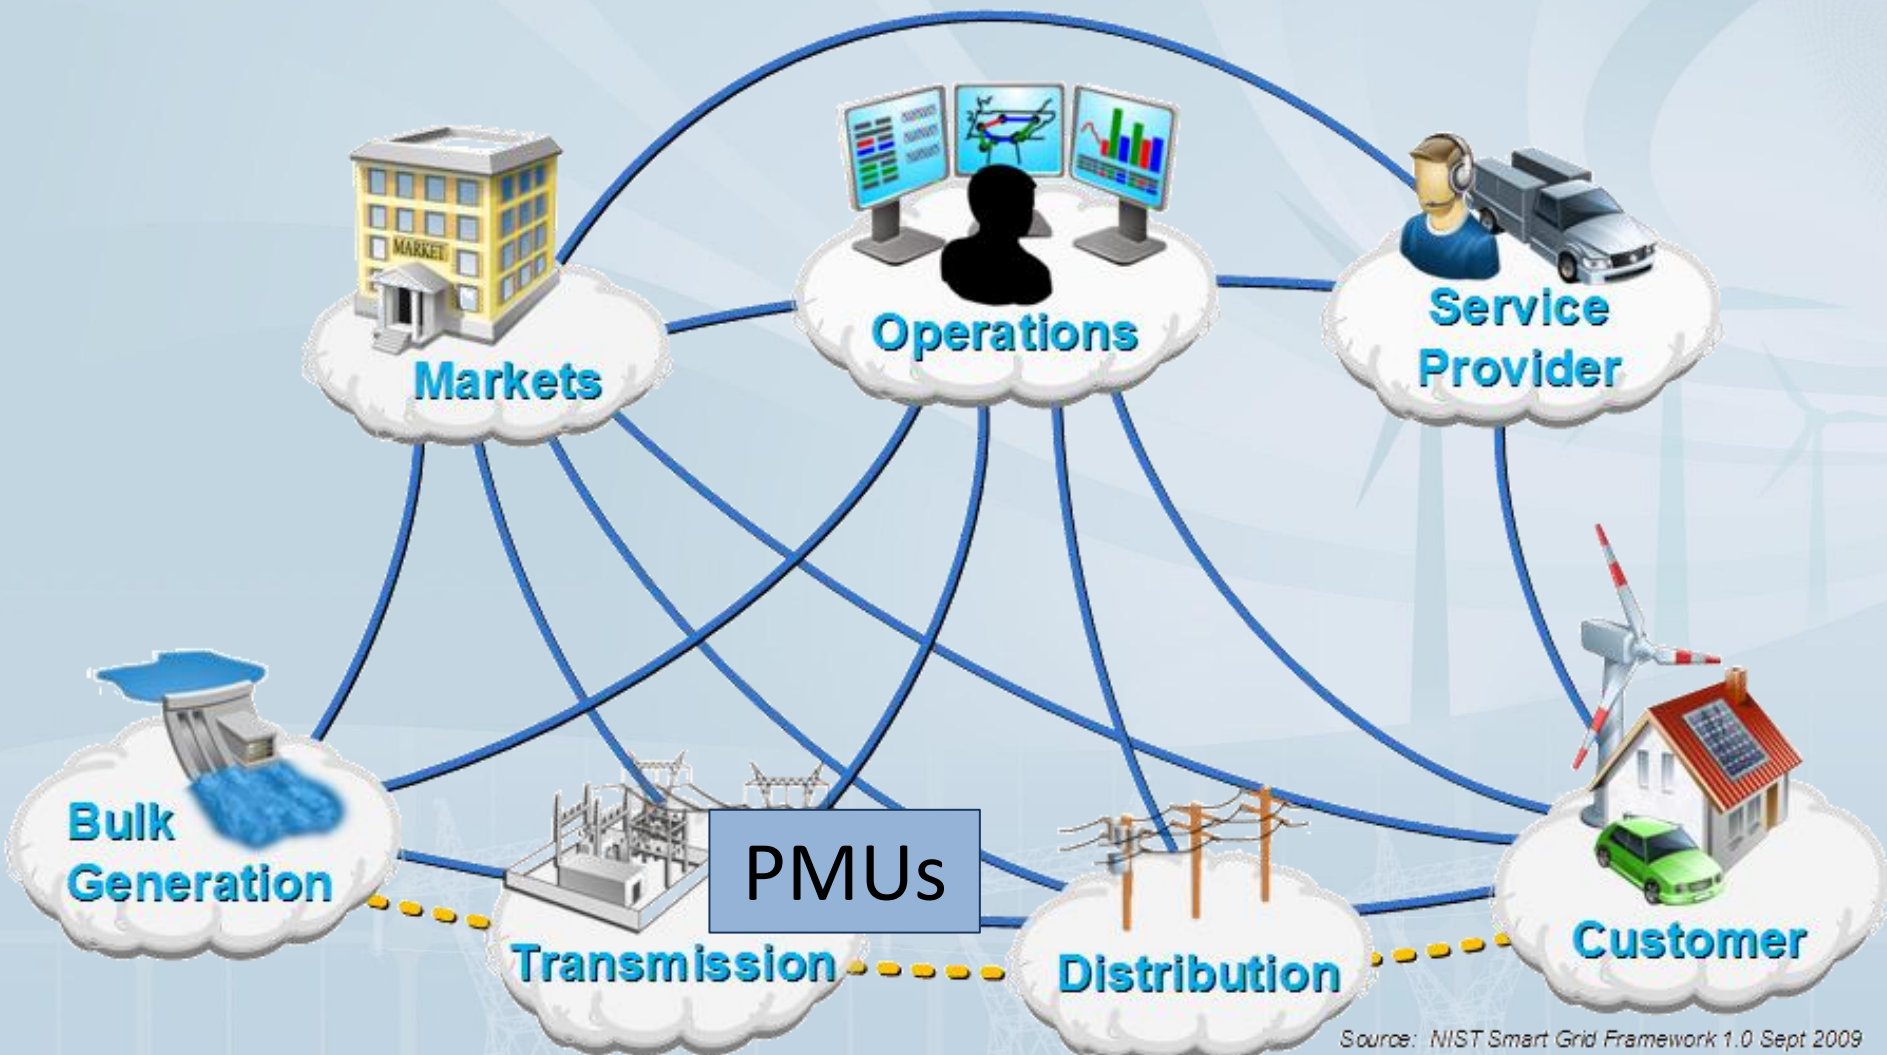 MARKET
Markets
Operations
Service
Provider
Bulk
Generation
PMUs
Transmission
Distribution
Customer
Source: NIST Smart Grid Framework 1.0 Sept 2009